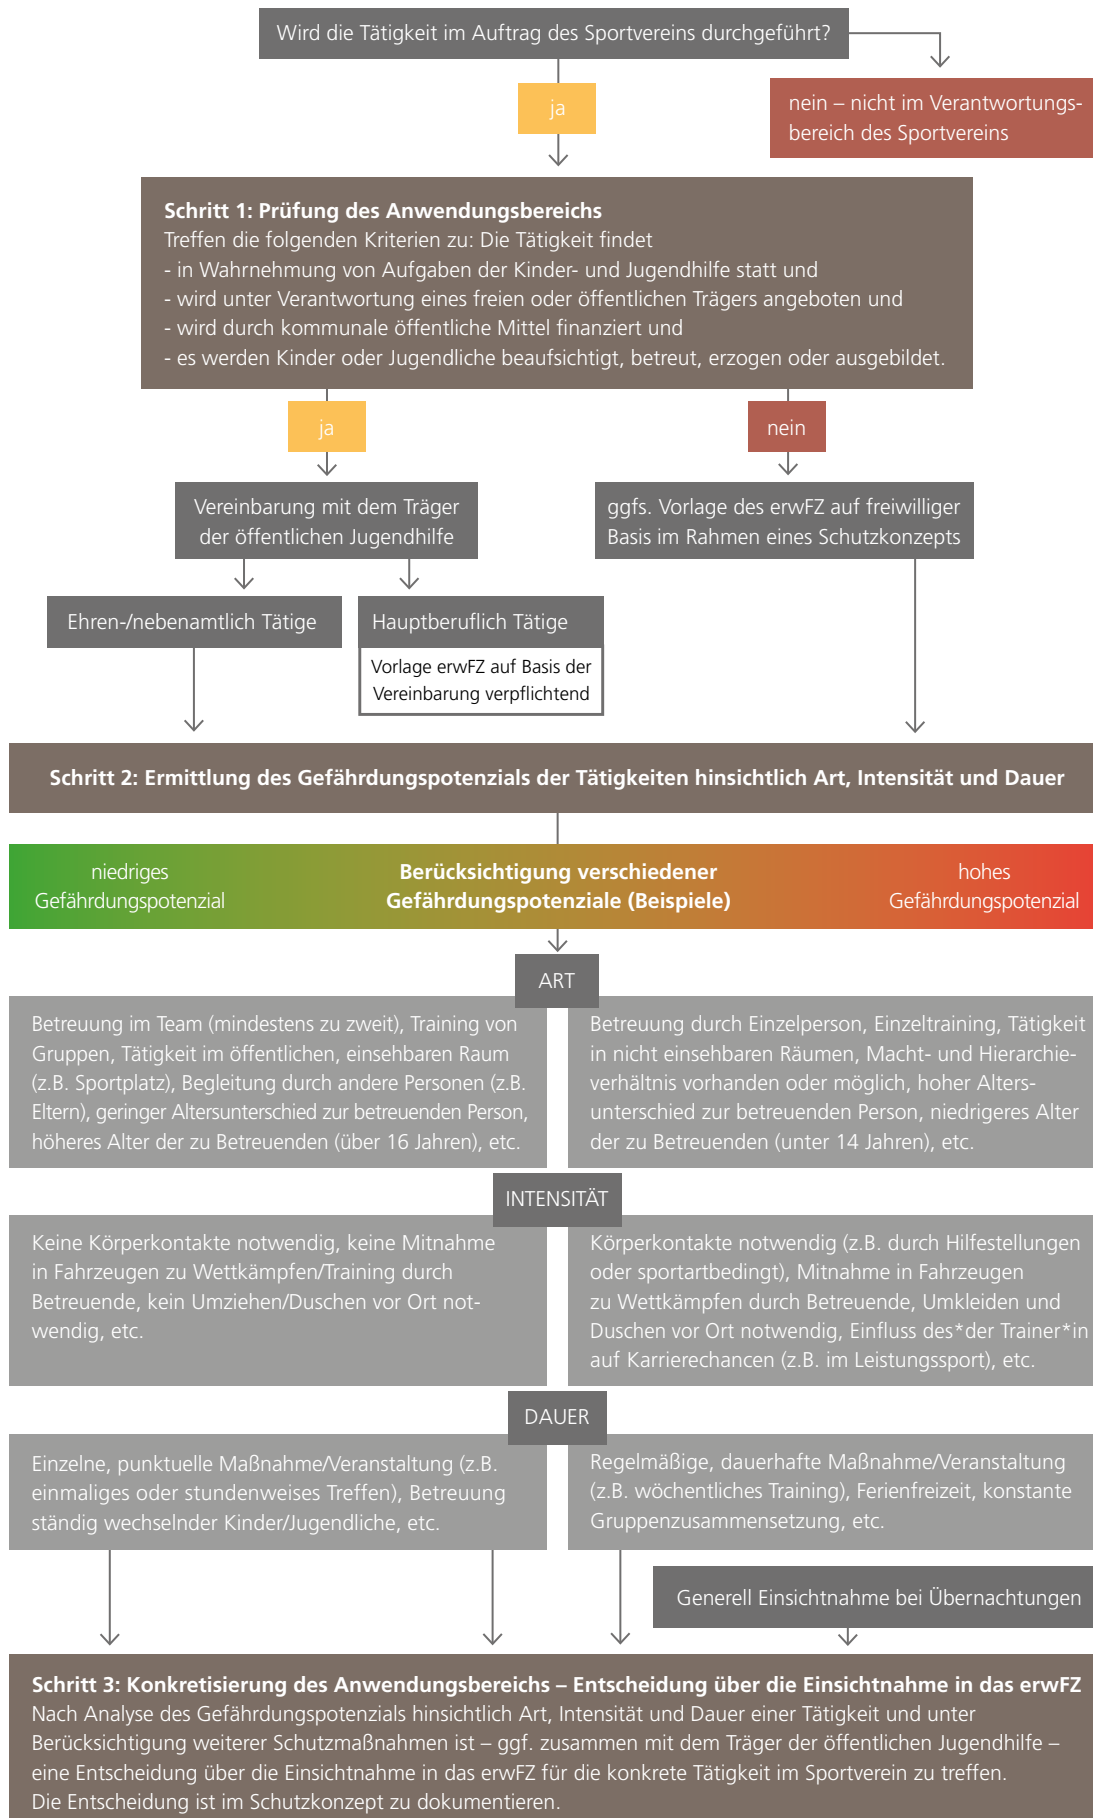 Wird die Tätigkeit im Auftrag des Sportvereins durchgeführt?
ja
nein – nicht im Verantwortungs-
bereich des Sportvereins
Schritt 1: Prüfung des Anwendungsbereichs
Treffen die folgenden Kriterien zu: Die Tätigkeit findet
- in Wahrnehmung von Aufgaben der Kinder- und Jugendhilfe statt und
- wird unter Verantwortung eines freien oder öffentlichen Trägers angeboten und
- wird durch kommunale öffentliche Mittel finanziert und
- es werden Kinder oder Jugendliche beaufsichtigt, betreut, erzogen oder ausgebildet.
ja
nein
Vereinbarung mit dem Träger
der öffentlichen Jugendhilfe
ggfs. Vorlage des erwFZ auf freiwilliger
Basis im Rahmen eines Schutzkonzepts
Ehren-/nebenamtlich Tätige
Hauptberuflich Tätige
Vorlage erwFZ auf Basis der
Vereinbarung verpflichtend
Schritt 2: Ermittlung des Gefährdungspotenzials der Tätigkeiten hinsichtlich Art, Intensität und Dauer
niedriges
Gefährdungspotenzial
Berücksichtigung verschiedener
Gefährdungspotenziale (Beispiele)
hohes
Gefährdungspotenzial
ART
Betreuung im Team (mindestens zu zweit), Training von
Gruppen, Tätigkeit im öffentlichen, einsehbaren Raum
(z.B. Sportplatz), Begleitung durch andere Personen (z.B.
Eltern), geringer Altersunterschied zur betreuenden Person,
höheres Alter der zu Betreuenden (über 16 Jahren), etc.
Betreuung durch Einzelperson, Einzeltraining, Tätigkeit
in nicht einsehbaren Räumen, Macht- und Hierarchie-
verhältnis vorhanden oder möglich, hoher Alters-
unterschied zur betreuenden Person, niedrigeres Alter
der zu Betreuenden (unter 14 Jahren), etc.
INTENSITÄT
Keine Körperkontakte notwendig, keine Mitnahme
in Fahrzeugen zu Wettkämpfen/Training durch
Betreuende, kein Umziehen/Duschen vor Ort not-
wendig, etc.
Körperkontakte notwendig (z.B. durch Hilfestellungen
oder sportartbedingt), Mitnahme in Fahrzeugen
zu Wettkämpfen durch Betreuende, Umkleiden und
Duschen vor Ort notwendig, Einfluss des*der Trainer*in
auf Karrierechancen (z.B. im Leistungssport), etc.
DAUER
Einzelne, punktuelle Maßnahme/Veranstaltung (z.B.
einmaliges oder stundenweises Treffen), Betreuung
ständig wechselnder Kinder/Jugendliche, etc.
Regelmäßige, dauerhafte Maßnahme/Veranstaltung
(z.B. wöchentliches Training), Ferienfreizeit, konstante
Gruppenzusammensetzung, etc.
Generell Einsichtnahme bei Übernachtungen
Schritt 3: Konkretisierung des Anwendungsbereichs – Entscheidung über die Einsichtnahme in das erwFZ
Nach Analyse des Gefährdungspotenzials hinsichtlich Art, Intensität und Dauer einer Tätigkeit und unter
Berücksichtigung weiterer Schutzmaßnahmen ist – ggf. zusammen mit dem Träger der öffentlichen Jugendhilfe –
eine Entscheidung über die Einsichtnahme in das erwFZ für die konkrete Tätigkeit im Sportverein zu treffen.
Die Entscheidung ist im Schutzkonzept zu dokumentieren.